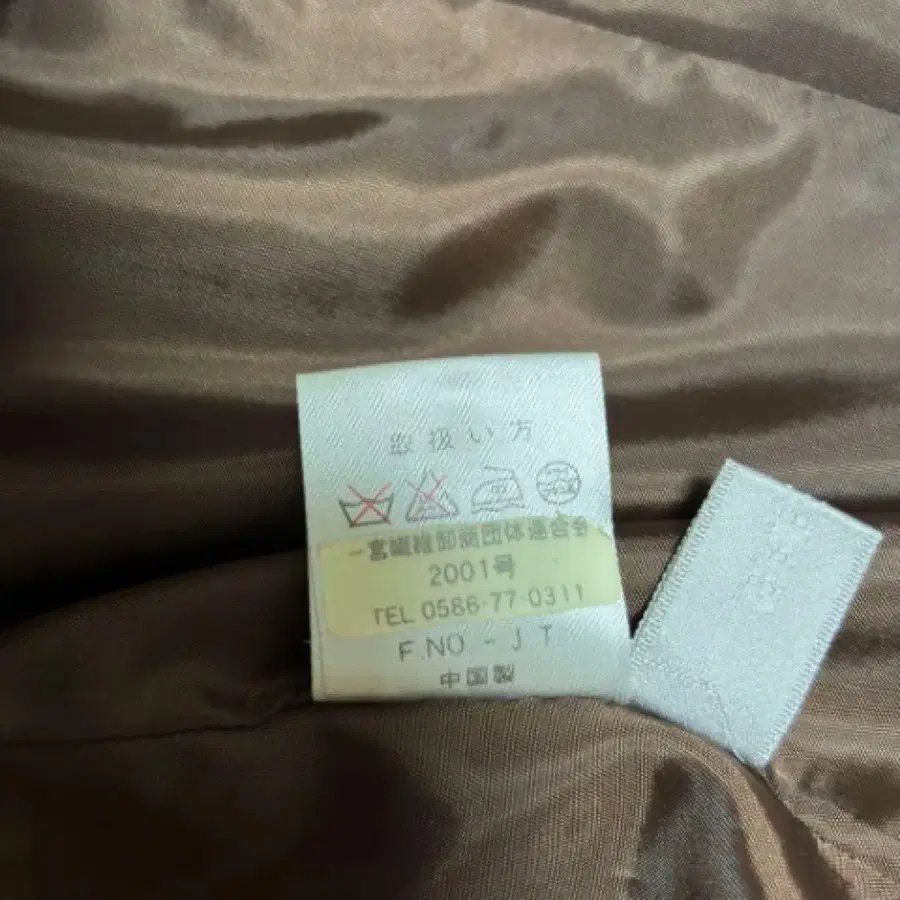 取扱い方
一宮繊維卸商団体連合会
2001号
TEL 0586-77-0311
F.NO - J T
中国製